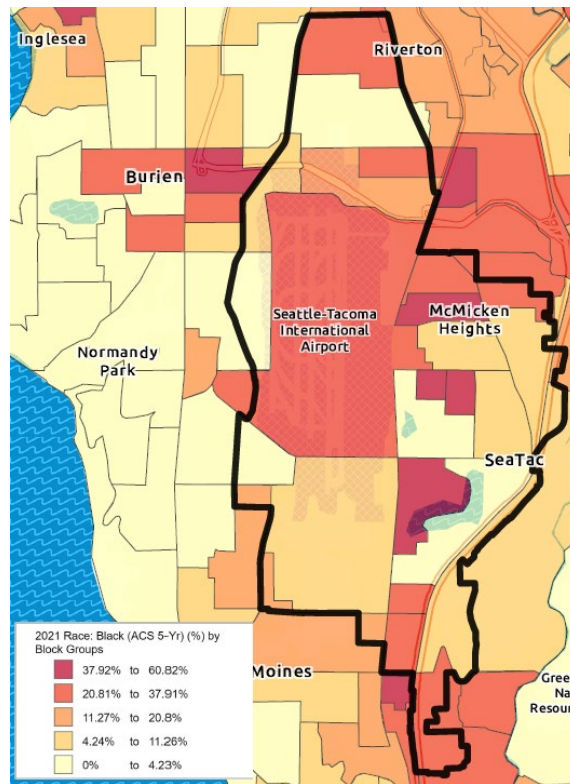 Inglesea
Riverton
Burien
Seattle-Tacoma
International
Airport
McMicken
Heights
Normandy
Park
SeaTac
2021 Race: Black (ACS 5-Yr) (%) by
Block Groups
37.92% to 60.82%
20.81% to 37.91%
11.27% to 20.8%
4.24% to 11.26%
0% to 4.23%
Moines
Gree
Na
Resour